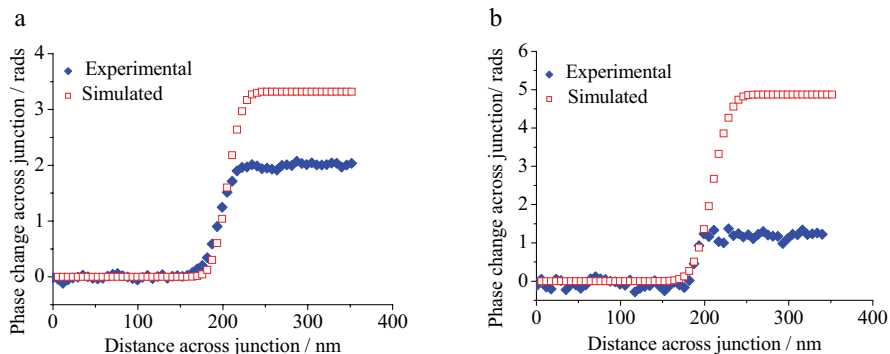 a
Phase change across junction / rads
4
3
2
1
0
Experimental
Simulated
0 100 200 300 400
Distance across junction / nm
b
Phase change across junction/ rads
6
5
4
3
2
1
0
-1
Experimental
Simulated
0 100 200 300 400
Distance across junction / nm